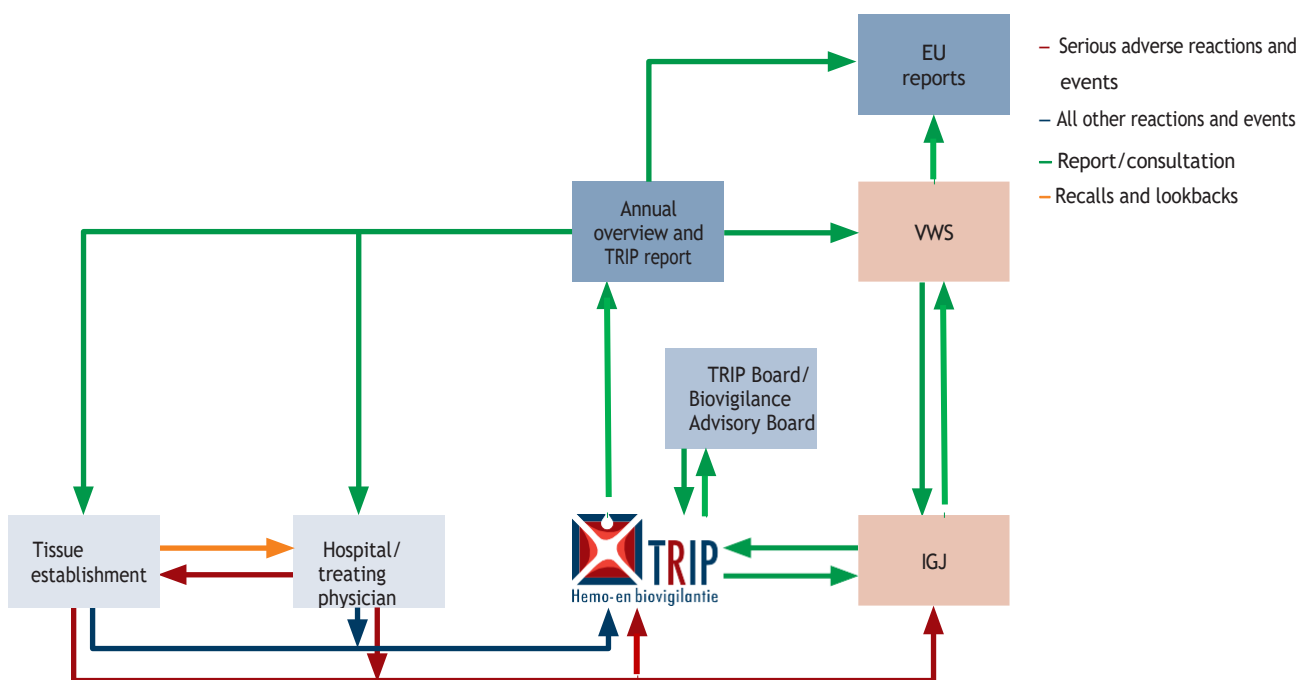 EU
reports
– Serious adverse reactions and
events
– All other reactions and events
– Report/consultation
– Recalls and lookbacks
Annual
overview and
TRIP report
VWS
TRIP Board/
Biovigilance
Advisory Board
Tissue
establishment
Hospital/
treating
physician
TRIP
Hemo-en biovigilantie
IGJ